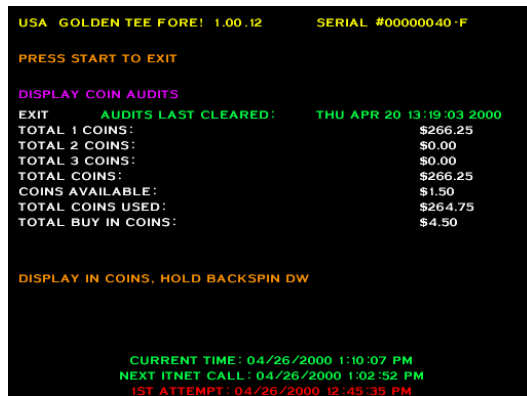 USA GOLDEN TEE FORE! 1.00.12 SERIAL #00000040-F
PRESS START TO EXIT
DISPLAY COIN AUDITS
EXIT AUDITS LAST CLEARED: THU APR 20 13:19:03 2000
TOTAL 1 COINS: $266.25
TOTAL 2 COINS: $0.00
TOTAL 3 COINS: $0.00
TOTAL COINS: $266.25
COINS AVAILABLE: $1.50
TOTAL COINS USED: $264.75
TOTAL BUY IN COINS: $4.50
DISPLAY IN COINS, HOLD BACKSPIN DW
CURRENT TIME: 04/26/2000 1:10:07 PM
NEXT ITNET CALL: 04/26/2000 1:02:52 PM
1ST ATTEMPT: 04/26/2000 12:45:35 PM